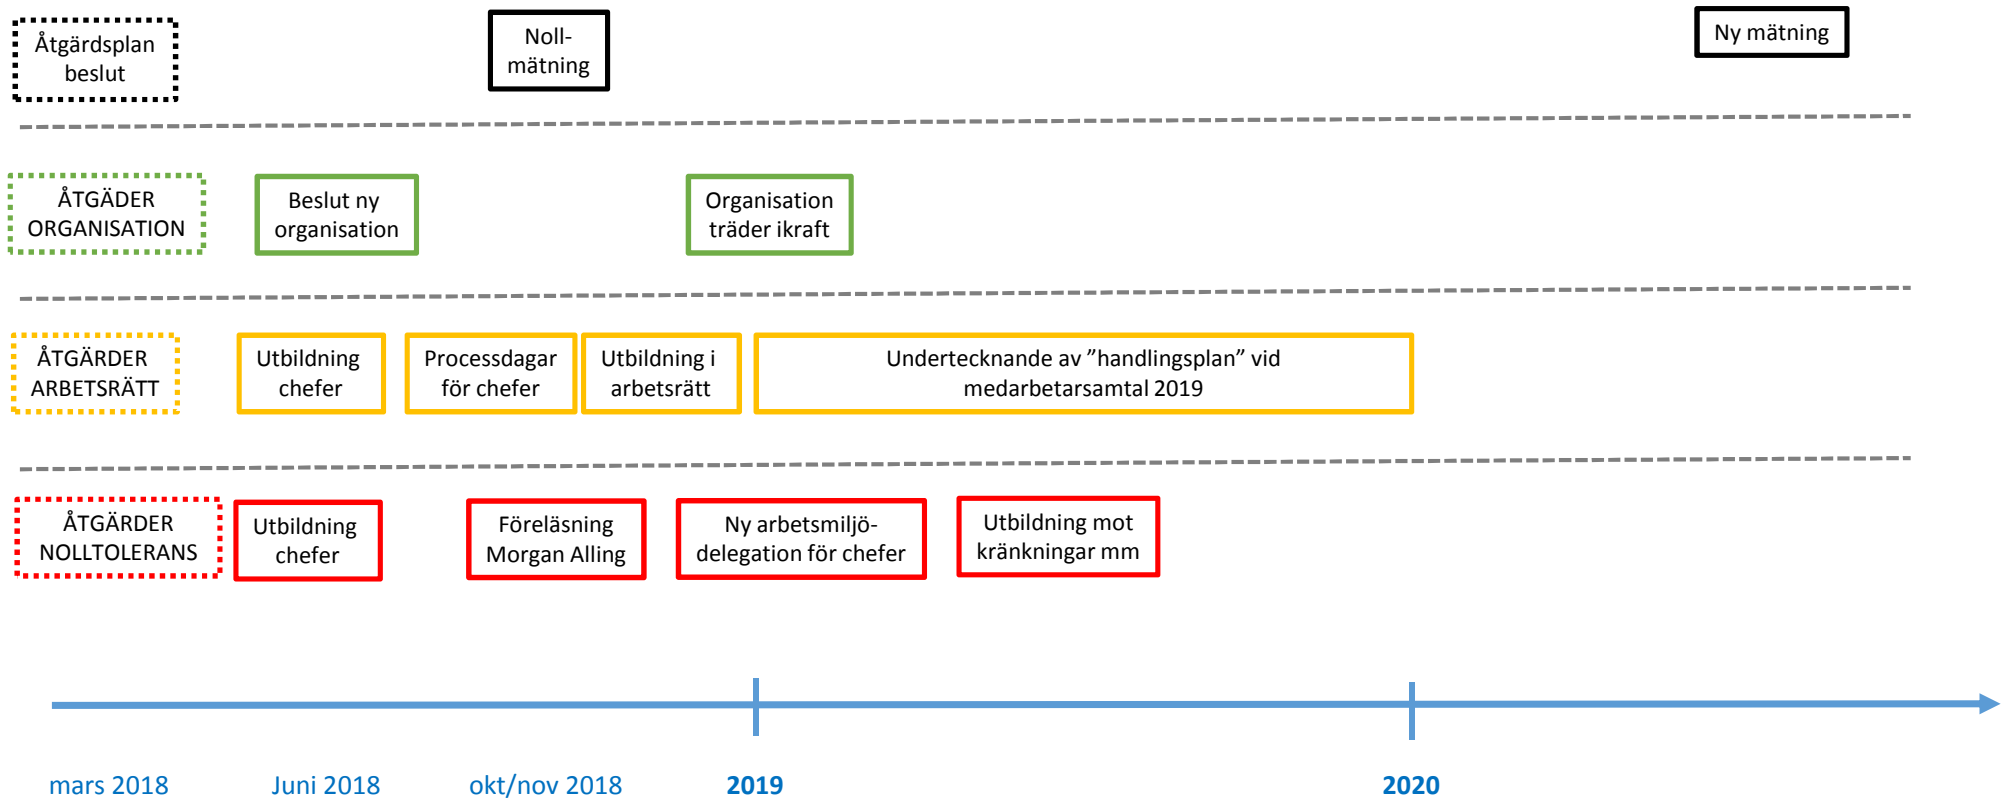 Åtgärdsplan
beslut
Noll-
mätning
Ny mätning
ÅTGÄDER
ORGANISATION
Beslut ny
organisation
Organisation
träder ikraft
ÅTGÄRDER
ARBETSRÄTT
Utbildning
chefer
Processdagar
för chefer
Utbildning i
arbetsrätt
Undertecknande av ”handlingsplan” vid
medarbetarsamtal 2019
ÅTGÄRDER
NOLLTOLERANS
Utbildning
chefer
Föreläsning
Morgan Alling
Ny arbetsmiljö-
delegation för chefer
Utbildning mot
kränkningar mm
mars 2018
Juni 2018
okt/nov 2018
2019
2020